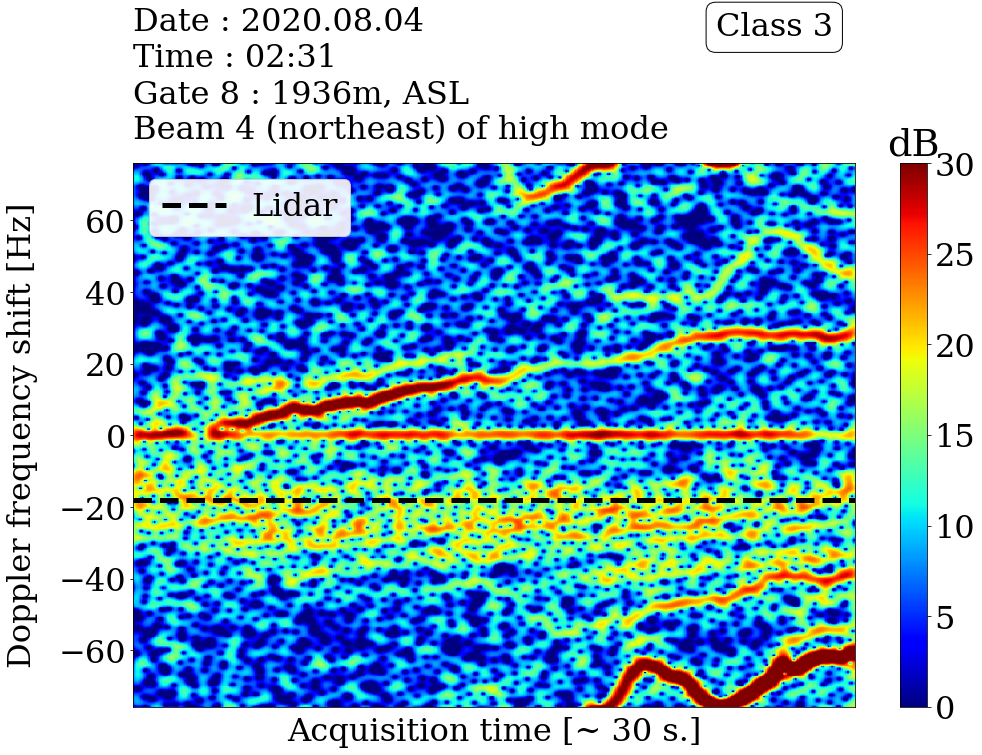 Date : 2020.08.04
Class 3
Time : 02:31
Gate 8 : 1936m, ASL
Beam 4 (northeast) of high mode
dB
Lidar
60
40
20
0
−20
−40
−60
Doppler frequency shift [Hz]
30
25
20
15
10
5
0
Acquisition time [~ 30 s.]